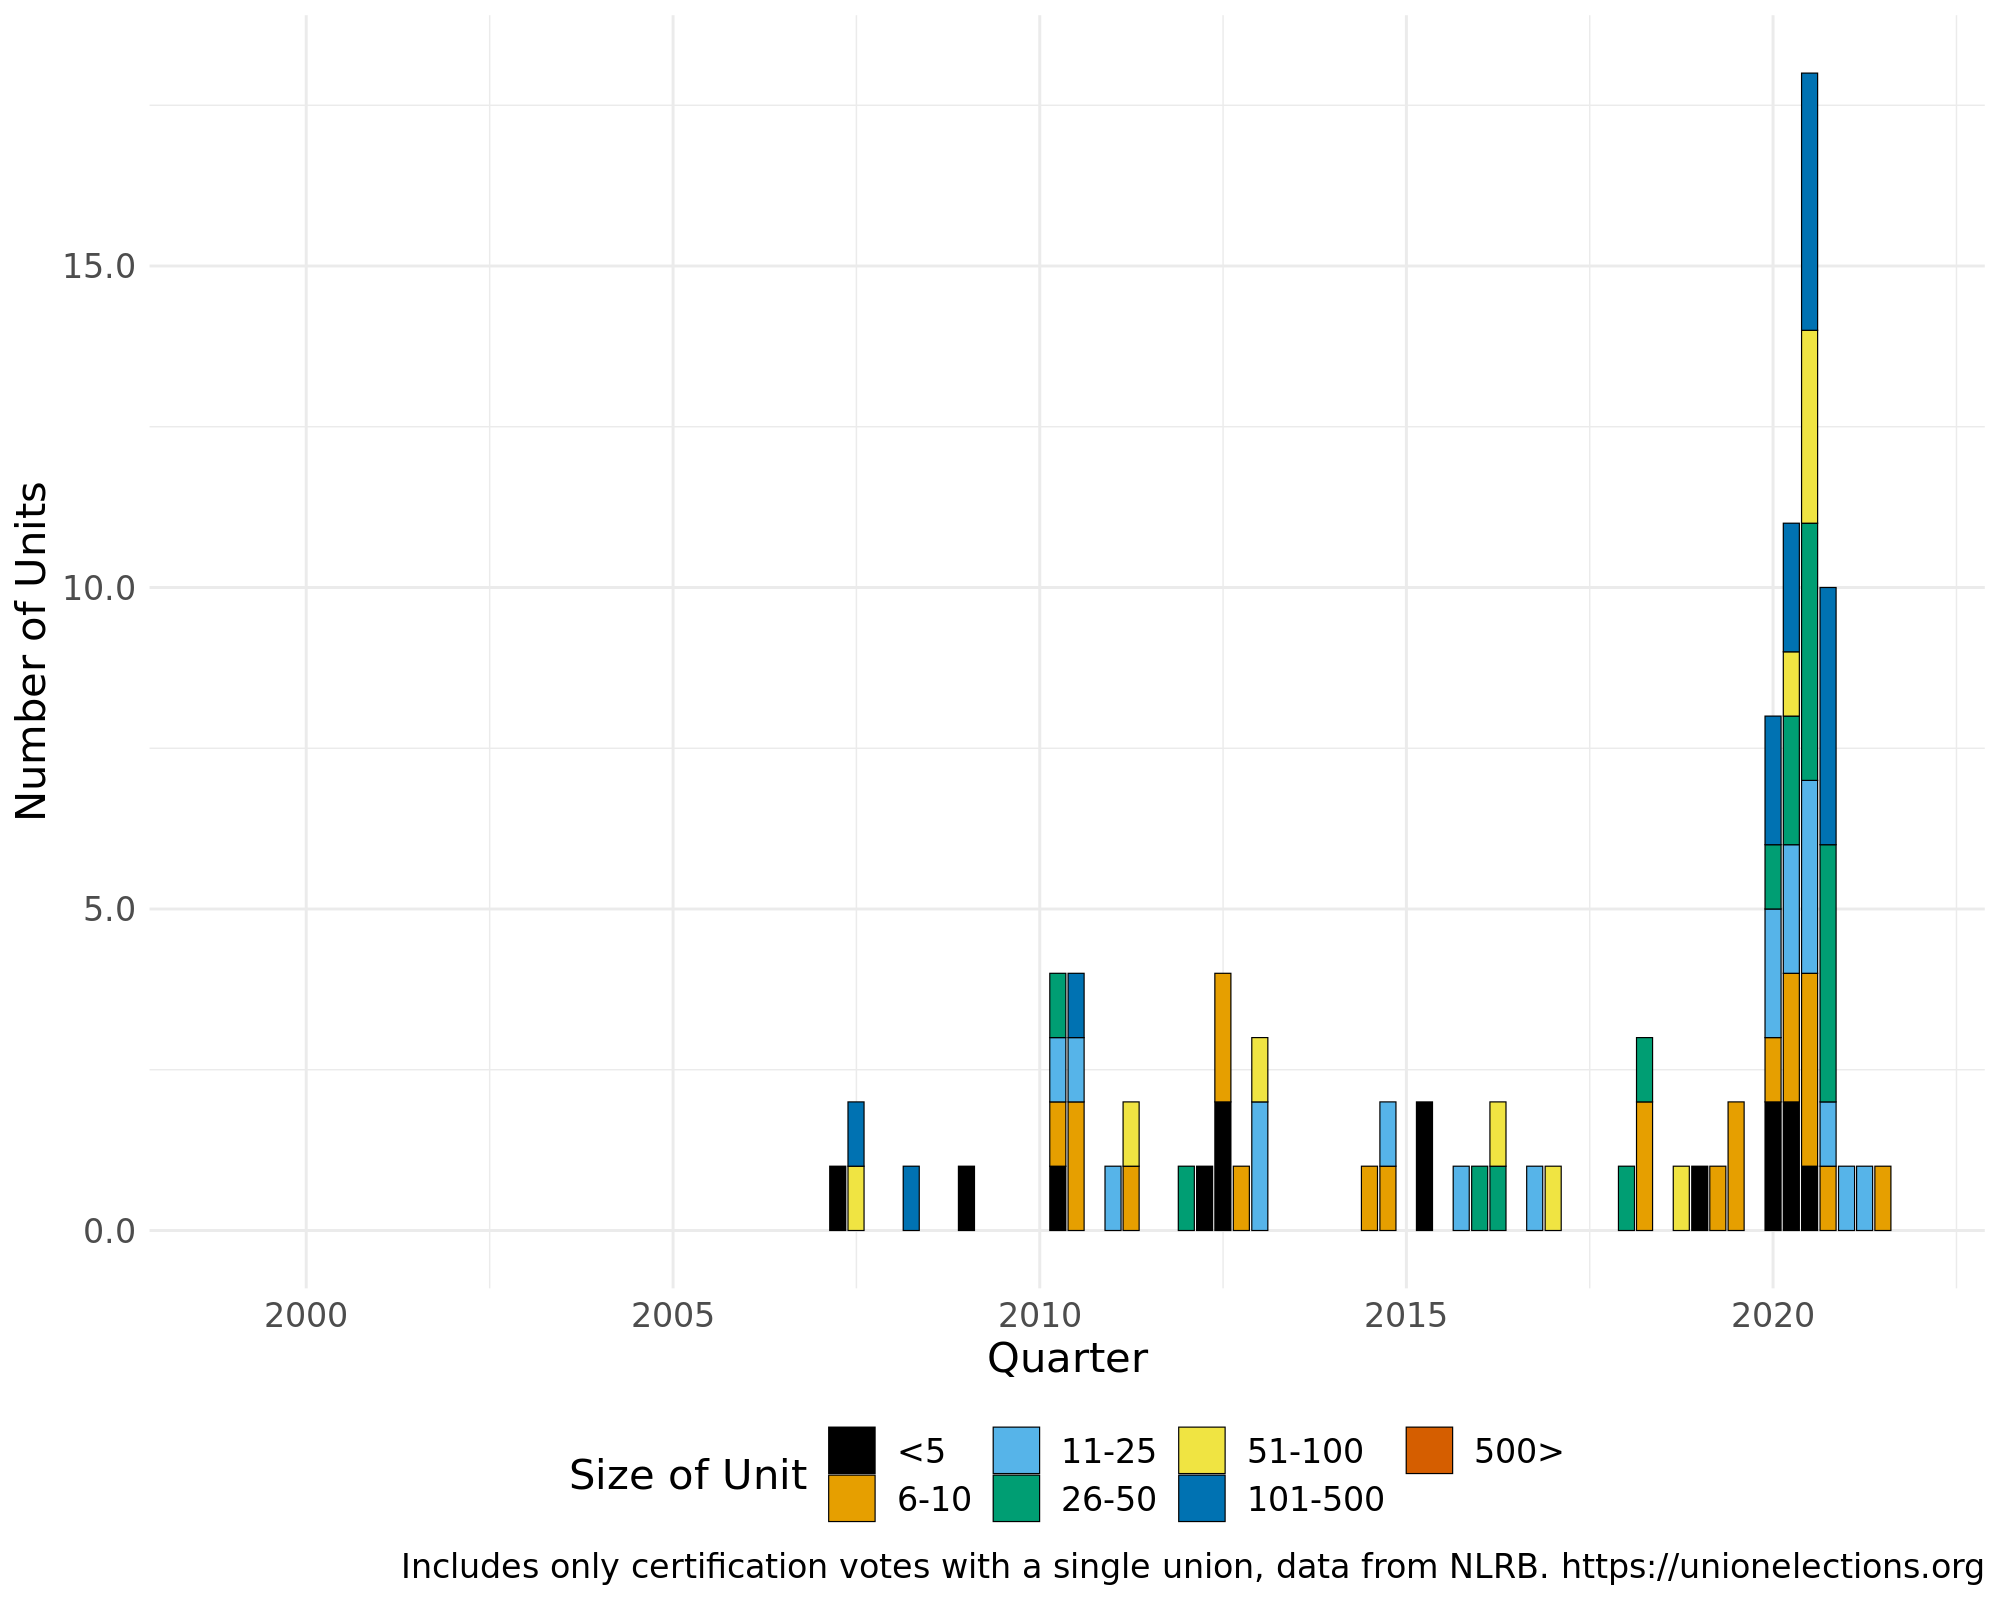 15.0
10.0
5.0
0.0
Number of Units
2000 2005 2010 2015 2020
Quarter
Size of Unit
<5 11-25 51-100 500>
6-10 26-50 101-500
Includes only certification votes with a single union, data from NLRB. https://unionelections.org